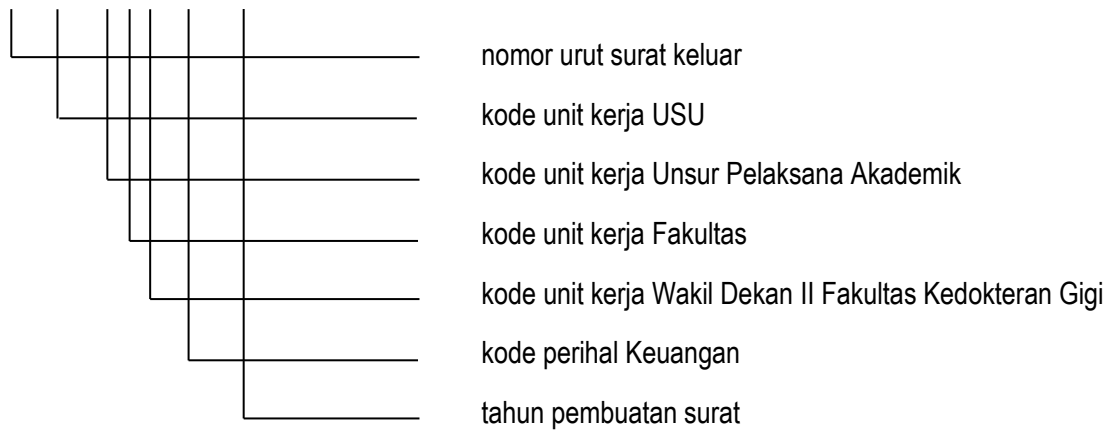 nomor urut surat keluar
kode unit kerja USU
kode unit kerja Unsur Pelaksana Akademik
kode unit kerja Fakultas
kode unit kerja Wakil Dekan II Fakultas Kedokteran Gigi
kode perihal Keuangan
tahun pembuatan surat